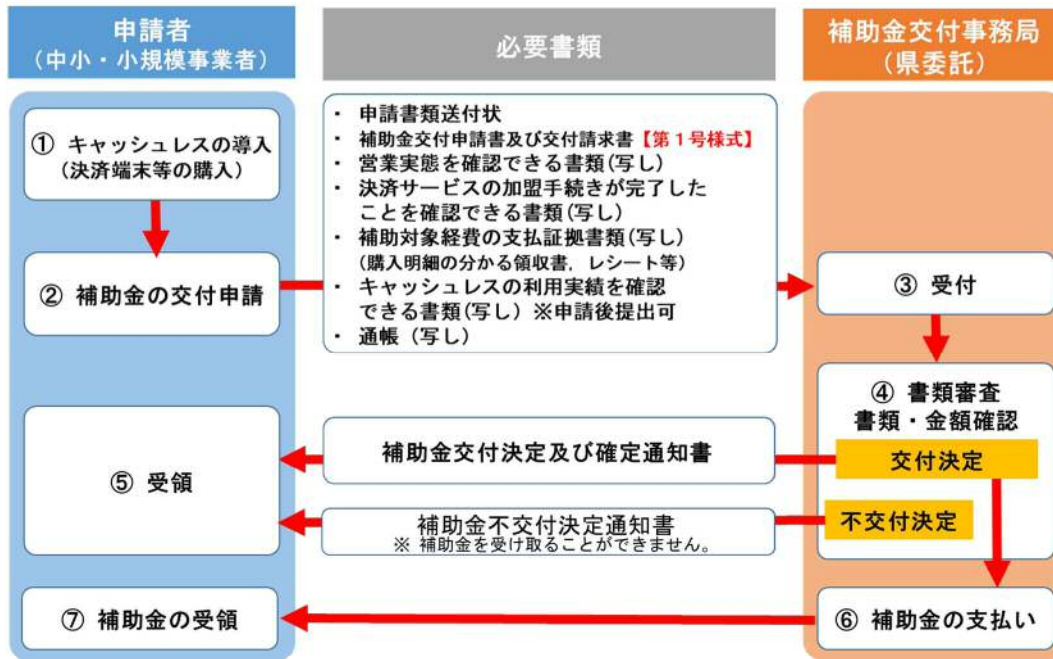 申請者
(中小・小規模事業者)
必要書類
補助金交付事務局
(県委託)
① キャッシュレスの導入
(決済端末等の購入)
② 補助金の交付申請
・ 申請書類送付状
・ 補助金交付申請書及び交付請求書【第１号様式】
・ 営業実態を確認できる書類(写し)
・ 決済サービスの加盟手続きが完了した
ことを確認できる書類(写し)
・ 補助対象経費の支払証拠書類(写し)
(購入明細の分かる領収書，レシート等)
・ キャッシュレスの利用実績を確認
できる書類(写し) ※申請後提出可
・ 通帳（写し）
③ 受付
④ 書類審査
書類・金額確認
交付決定
不交付決定
補助金交付決定及び確定通知書
補助金不交付決定通知書
※ 補助金を受け取ることができません。
⑤ 受領
⑥ 補助金の支払い
⑦ 補助金の受領